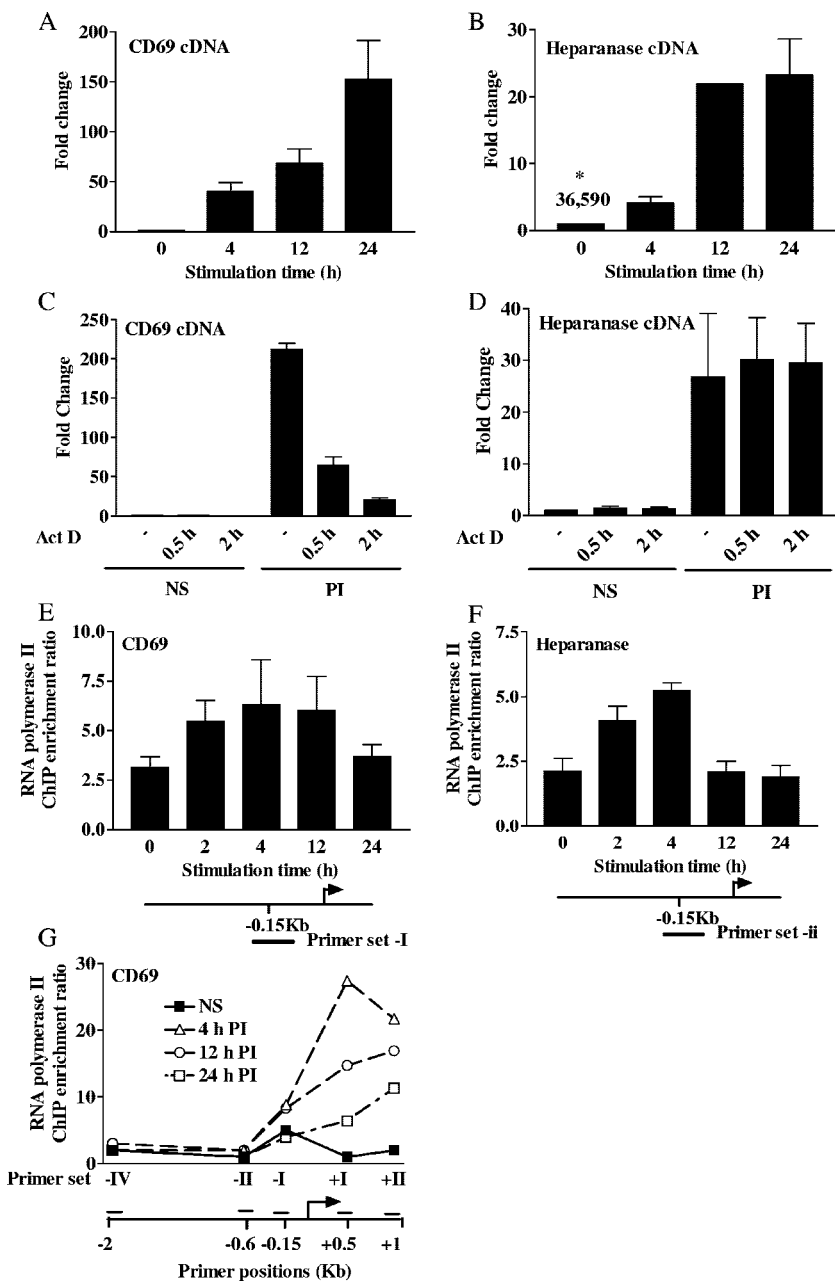 A
CD69 cDNA
Fold change
200
150
100
50
0
0 4 12 24
Stimulation time (h)
B
Heparanase cDNA
Fold change
30
20
10
0
*
36,590
0 4 12 24
Stimulation time (h)
C
CD69 cDNA
Fold Change
250
200
150
100
50
0
Act D - 0.5 h 2 h - 0.5 h 2 h
NS PI
D
Heparanase cDNA
Fold Change
40
30
20
10
0
Act D - 0.5 h 2 h - 0.5 h 2 h
NS PI
E
CD69
RNA polymerase II
ChIP enrichment ratio
10.0
7.5
5.0
2.5
0.0
0 2 4 12 24
Stimulation time (h)
-0.15Kb
Primer set -I
F
Heparanase
RNA polymerase II
ChIP enrichment ratio
7.5
5.0
2.5
0.0
0 2 4 12 24
Stimulation time (h)
-0.15Kb
Primer set -ii
G
CD69
RNA polymerase II
ChIP enrichment ratio
30
20
10
0
NS
4 h PI
12 h PI
24 h PI
Primer set -IV -II -I +I +II
-2 -0.6 -0.15 +0.5 +1
Primer positions (Kb)